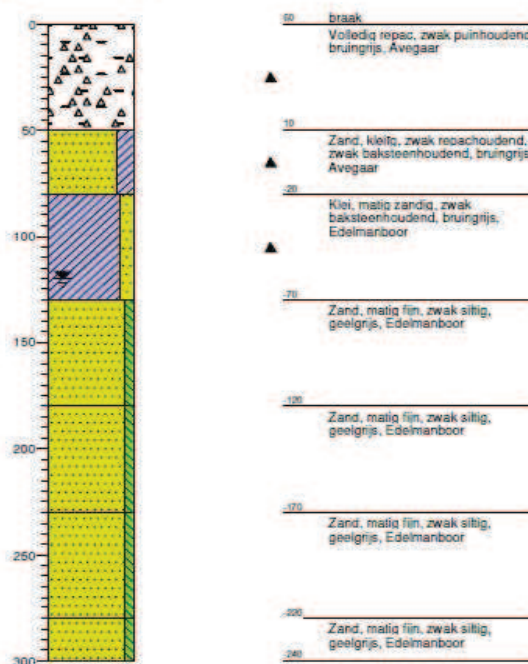 0
60 braak
Volledig repac, zwak puinhoudend,
bruingrijs, Avegaar
50
10
Zand, kleiïg, zwak repachoudend,
zwak baksteenhoudend, bruingrijs,
Avegaar
-20
Klei, matig zandig, zwak
baksteenhoudend, bruingrijs,
Edelmanboor
100
-70
Zand, matig fijn, zwak siltig,
geelgrijs, Edelmanboor
150
-120
Zand, matig fijn, zwak siltig,
geelgrijs, Edelmanboor
200
-170
Zand, matig fijn, zwak siltig,
geelgrijs, Edelmanboor
250
-220
Zand, matig fijn, zwak siltig,
geelgrijs, Edelmanboor
300
-240